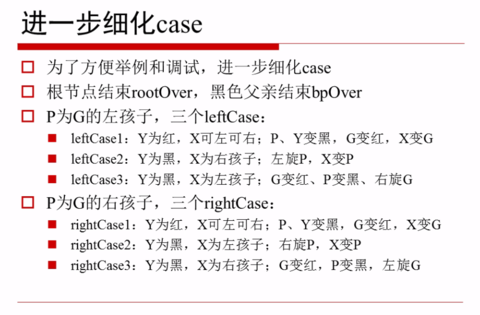 进一步细化case
为了方便举例和调试，进一步细化case
根节点结束rootOver，黑色父亲结束bpOver
P为G的左孩子，三个leftCase：
leftCase1：Y为红，X可左可右；P、Y变黑，G变红，X变G
leftCase2：Y为黑，X为右孩子；左旋P，X变P
leftCase3：Y为黑，X为左孩子；G变红、P变黑、右旋G
P为G的右孩子，三个rightCase：
rightCase1：Y为红，X可左可右；P、Y变黑，G变红，X变G
rightCase2：Y为黑，X为左孩子；右旋P，X变P
rightCase3：Y为黑，X为右孩子；G变红，P变黑，左旋G